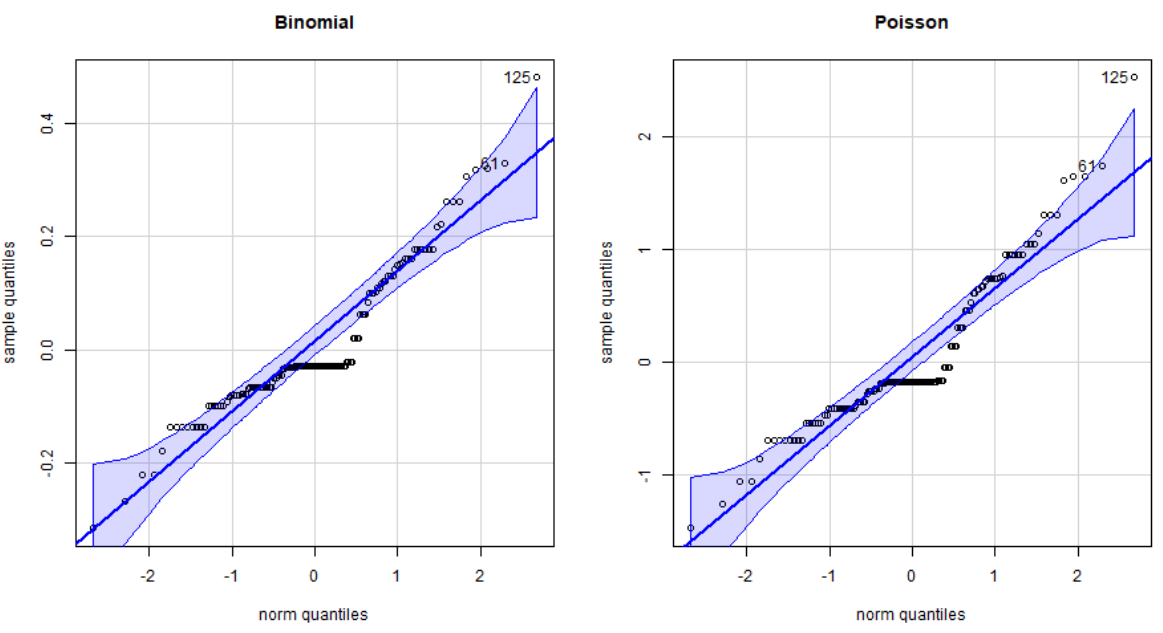 Binomial
125
61
0.4
0.2
0.0
-0.2
sample quantiles
-2 -1 0 1 2
norm quantiles
Poisson
125
61
2
1
0
-1
sample quantiles
-2 -1 0 1 2
norm quantiles